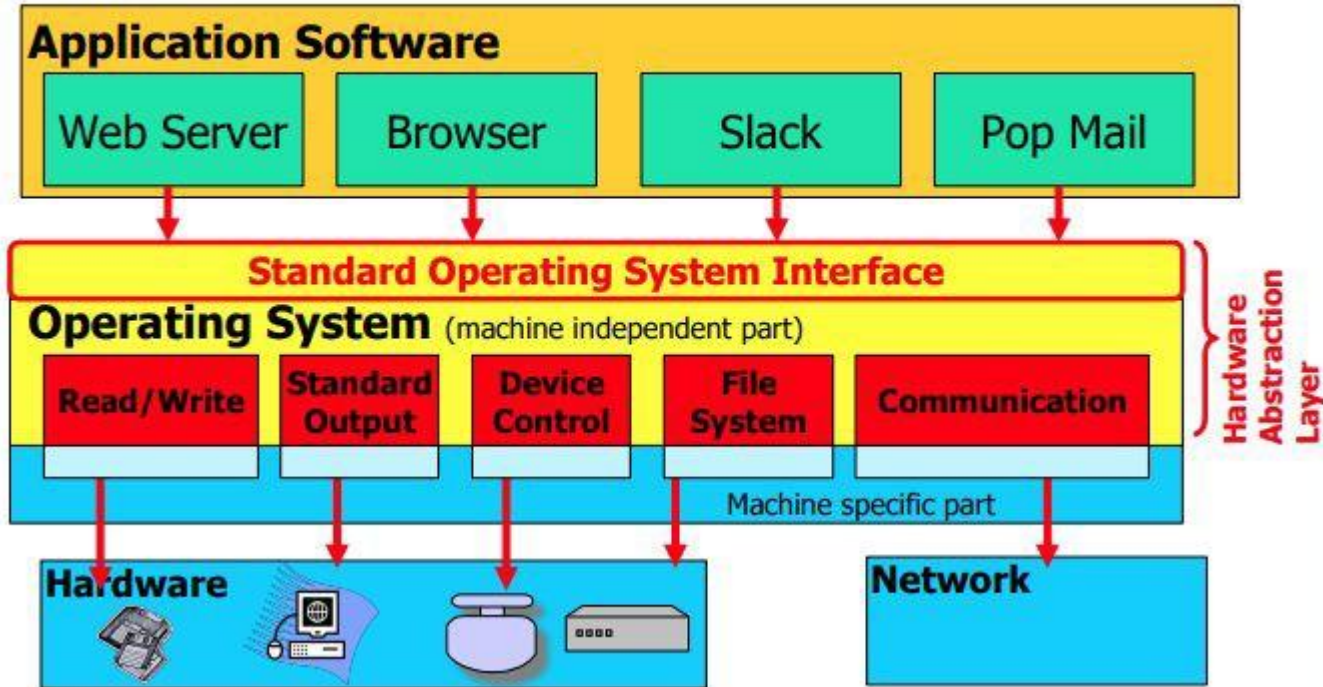 Application Software
Web Server
Browser
Slack
Pop Mail
Standard Operating System Interface
Operating System (machine independent part)
Read/Write
Standard
Output
Device
Control
File
System
Communication
Hardware
Abstraction
Layer
Machine specific part
Hardware
Network